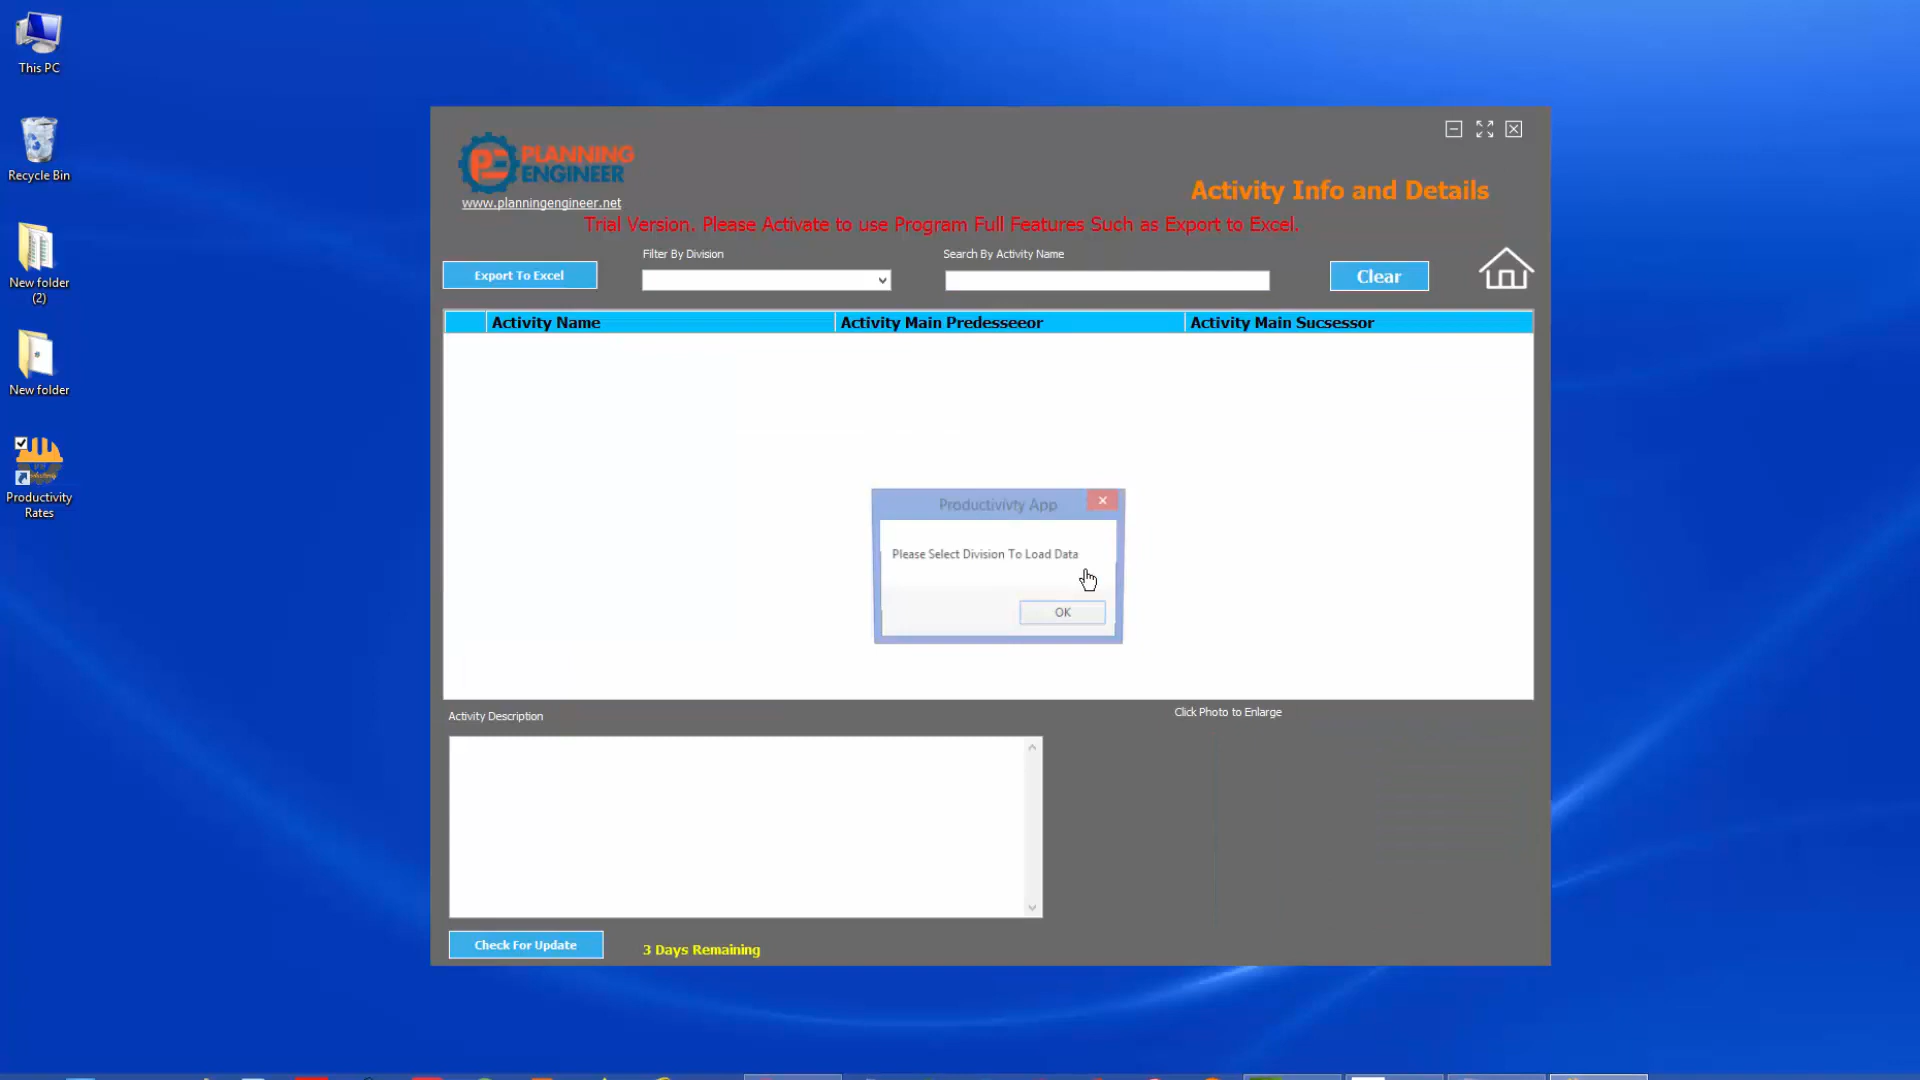 This PC
Recycle Bin
New folder
(2)
New folder
Productivity
Rates
PLANNING
ENGINEER
www.planningengineer.net
Activity Info and Details
Trial Version. Please Activate to use Program Full Features Such as Export to Excel.
Filter By Division
Search By Activity Name
Export To Excel
Clear
Activity Name
Activity Main Predesseeor
Activity Main Sucsessor
Productivivty App
Please Select Division To Load Data
OK
Activity Description
Click Photo to Enlarge
Check For Update
3 Days Remaining